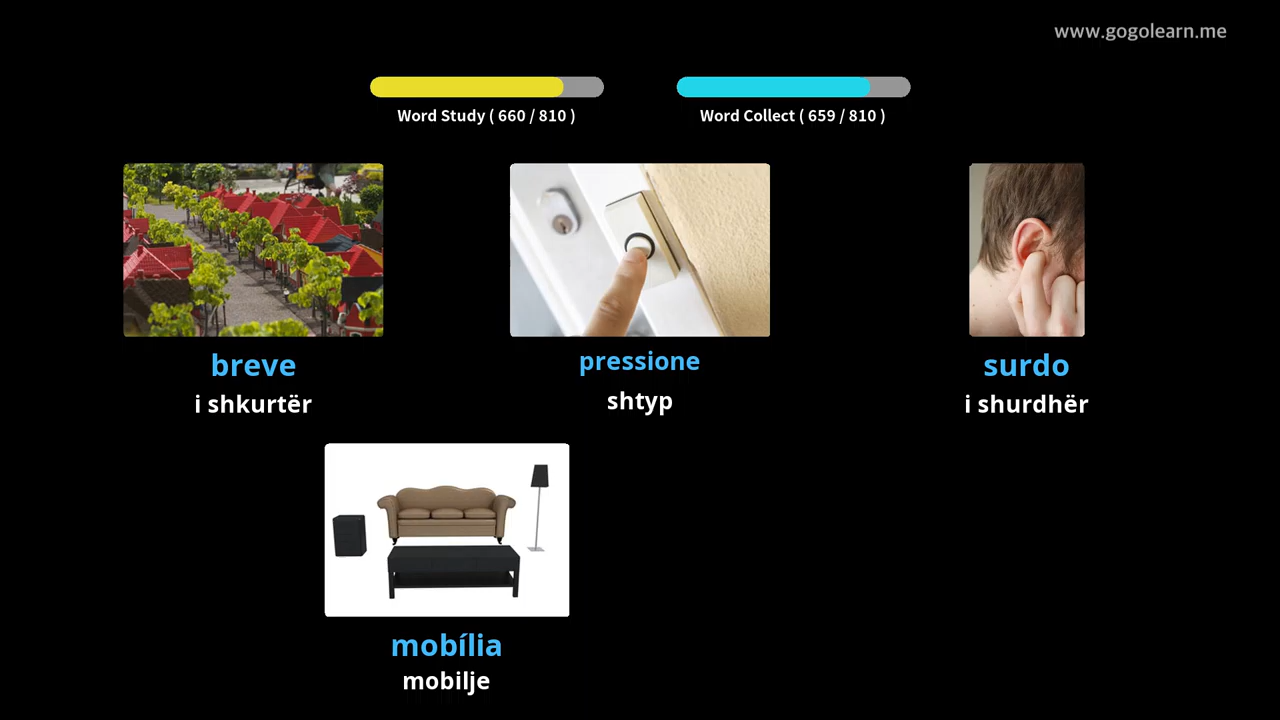 www.gogolearn.me
Word Study ( 660 / 810 )
Word Collect ( 659 / 810 )
breve
i shkurtër
pressione
shtyp
surdo
i shurdhër
mobília
mobilje